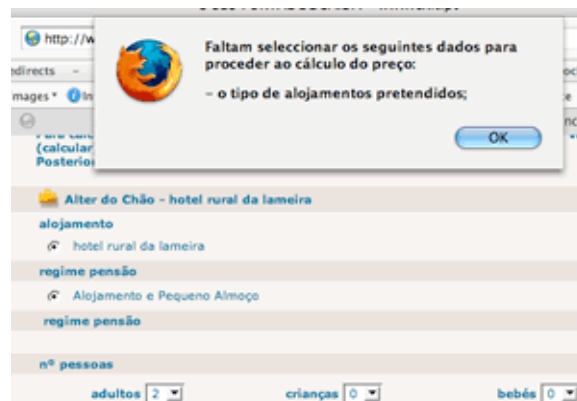 http://w
Faltam seleccionar os seguintes dados para
proceder ao cálculo do preço:
- o tipo de alojamentos pretendidos;
OK
edirects -
mages
(calcular
Posterio
Alter do Chão - hotel rural da lameira
alojamento
hotel rural da lameira
regime pensão
Alojamento e Pequeno Almoço
regime pensão
nº pessoas
adultos 2 crianças 0 bebés 0